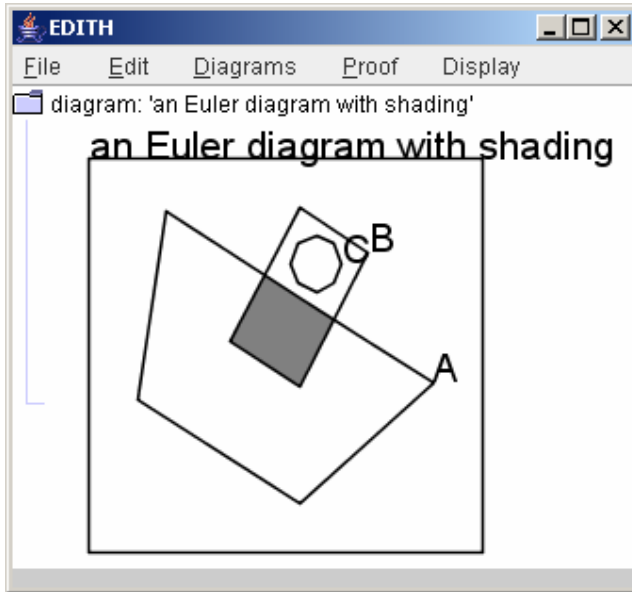 EDITH
File Edit Diagrams Proof Display
diagram: 'an Euler diagram with shading'
an Euler diagram with shading
B
C
A